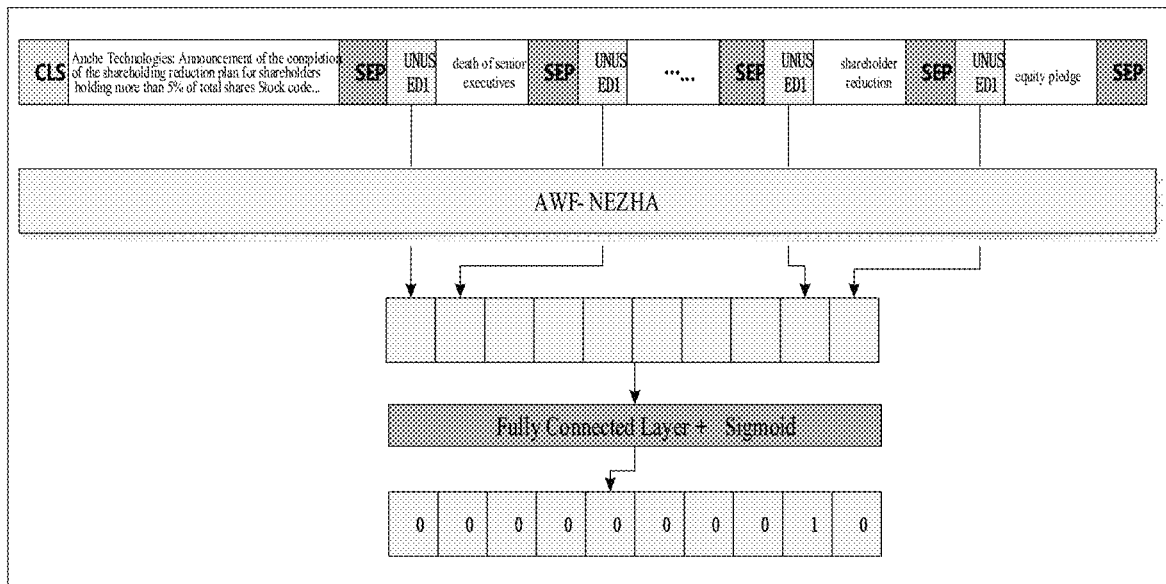 CLS
Anche Technologies: Announcement of the completion
of the shareholding reduction plan for shareholders
holding more than 5% of total shares Stock code...
SEP
UNUS
ED1
death of senior
executives
SEP
UNUS
ED1
......
SEP
UNUS
ED1
shareholder
reduction
SEP
UNUS
ED1
equity pledge
SEP
AWF- NEZHA
Fully Connected Layer + Sigmoid
0 0 0 0 0 0 0 0 1 0